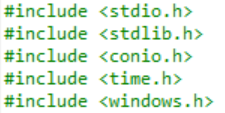 #include <stdio.h>
#include <stdlib.h>
#include <conio.h>
#include <time.h>
#include <windows.h>